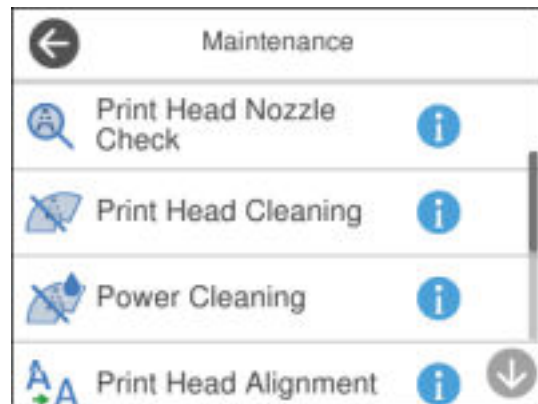 Maintenance
Print Head Nozzle
Check
Print Head Cleaning
Power Cleaning
Print Head Alignment